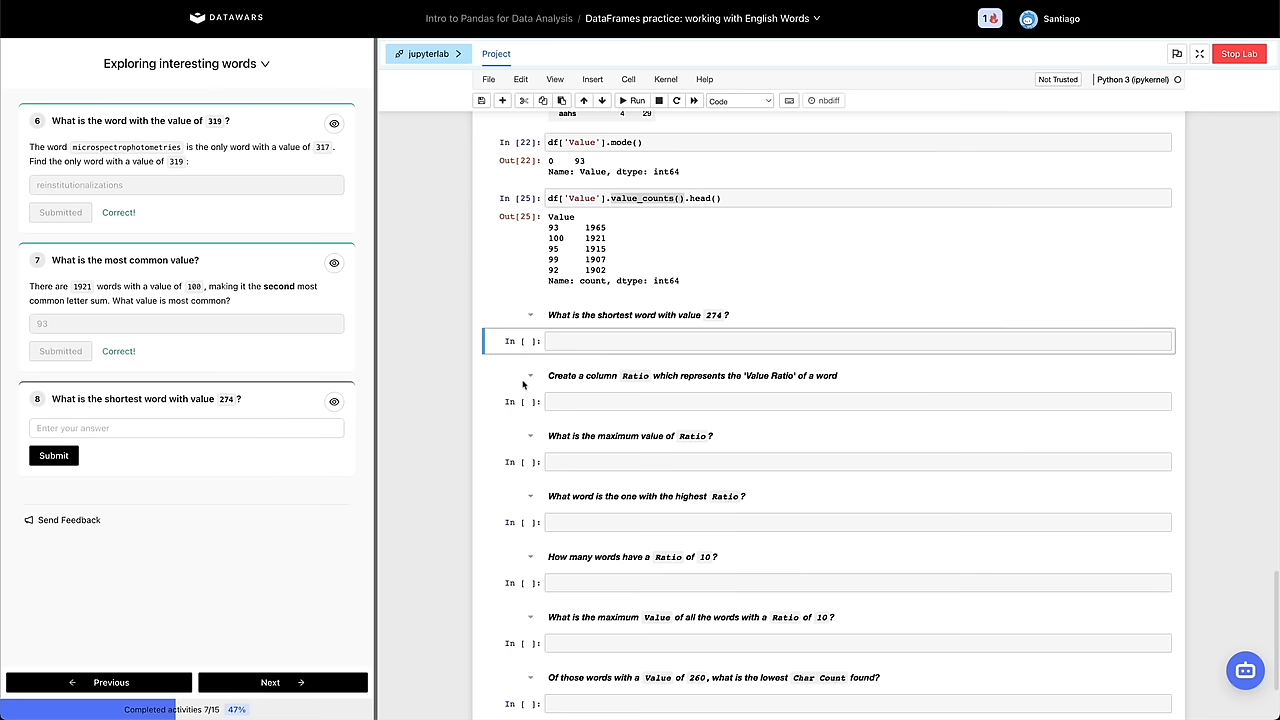 DATAWARS
Intro to Pandas for Data Analysis / DataFrames practice: working with English Words
1
Santiago
Exploring interesting words
6 What is the word with the value of 319 ?
The word microspectrophotometries is the only word with a value of 317 .
Find the only word with a value of 319 :
reinstitutionalizations
Submitted Correct!
7 What is the most common value?
There are 1921 words with a value of 100 , making it the second most
common letter sum. What value is most common?
93
Submitted Correct!
8 What is the shortest word with value 274 ?
Enter your answer
Submit
Send Feedback
Previous
Next
Completed activities 7/15 47%
jupyterlab
Project
Stop Lab
File Edit View Insert Cell Kernel Help
Not Trusted
Python 3 (ipykernel)
Run
Code
nbdiff
aahs 4 29
In [22]: df['Value'].mode()
Out[22]: 0 93
Name: Value, dtype: int64
In [25]: df['Value'].value_counts().head()
Out[25]: Value
93 1965
100 1921
95 1915
99 1907
92 1902
Name: count, dtype: int64
What is the shortest word with value 274 ?
In [ ]:
Create a column Ratio which represents the 'Value Ratio' of a word
In [ ]:
What is the maximum value of Ratio ?
In [ ]:
What word is the one with the highest Ratio ?
In [ ]:
How many words have a Ratio of 10 ?
In [ ]:
What is the maximum Value of all the words with a Ratio of 10 ?
In [ ]:
Of those words with a Value of 260 , what is the lowest Char Count found?
In [ ]: